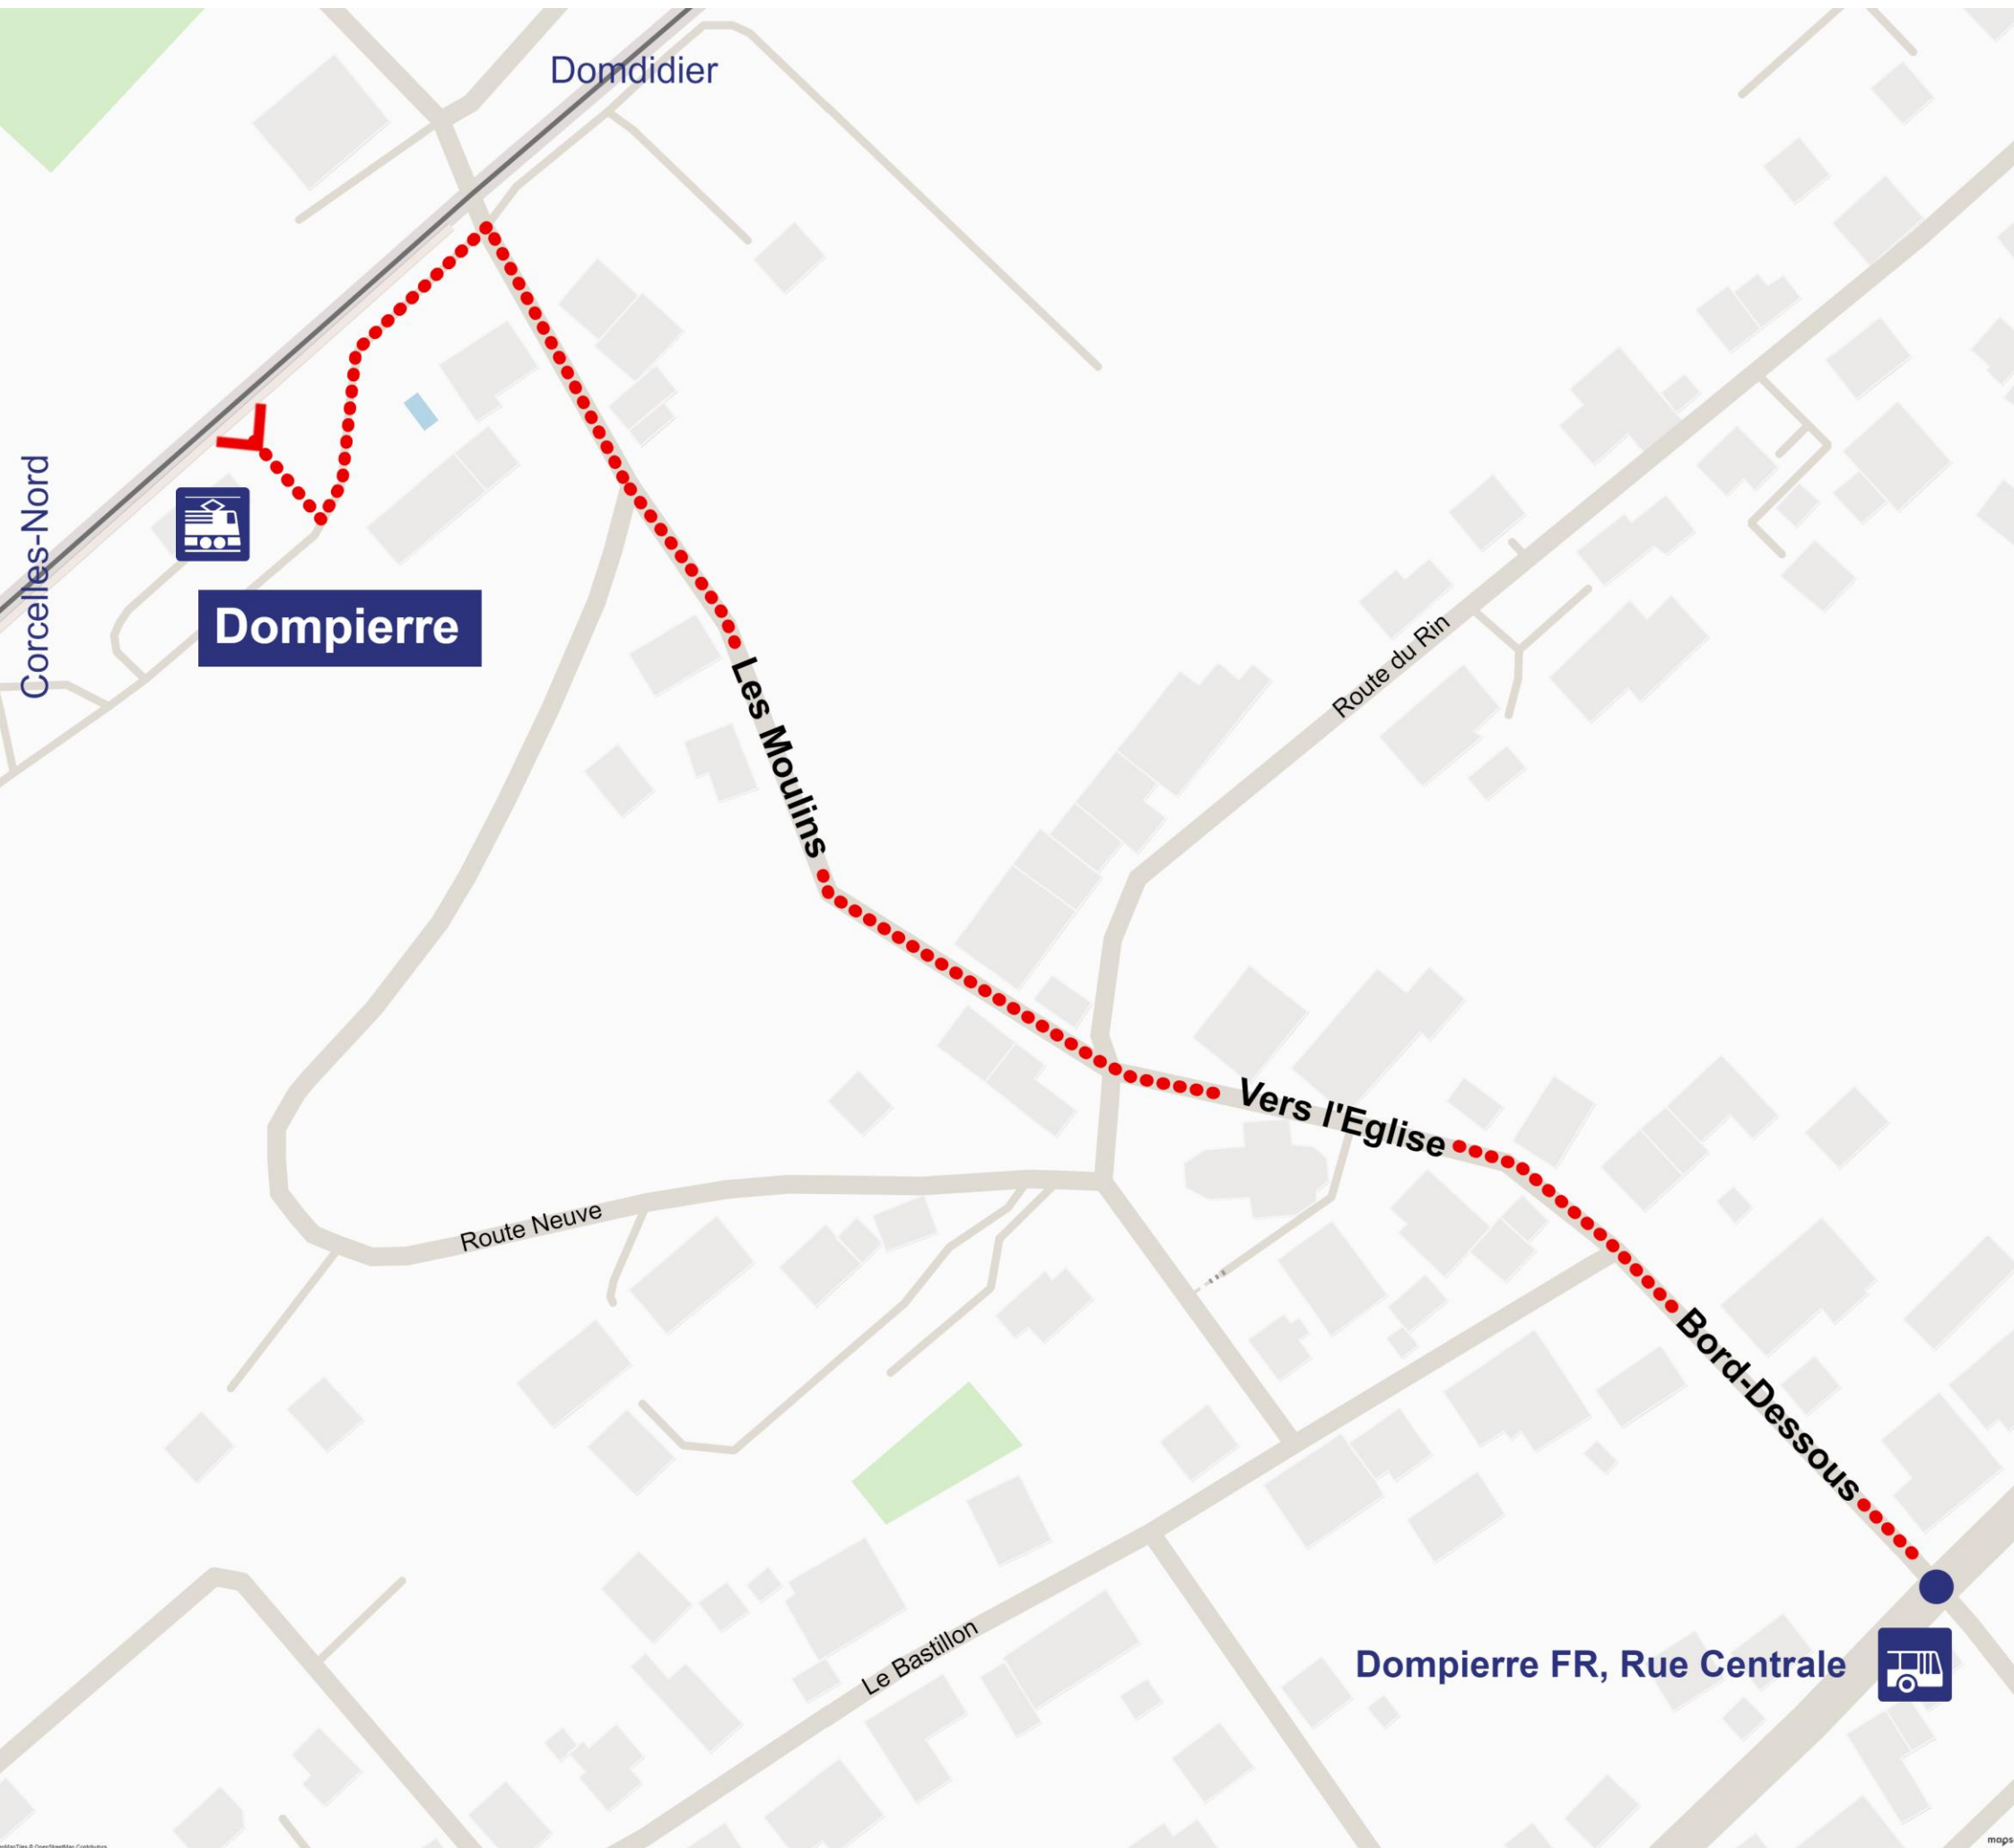 Domdidier
Corcelles-Nord
Dompierre
Les Moulins
Route du Rin
Vers l'Eglise
Route Neuve
Bord-Dessous
Le Bastillon
Dompierre FR, Rue Centrale